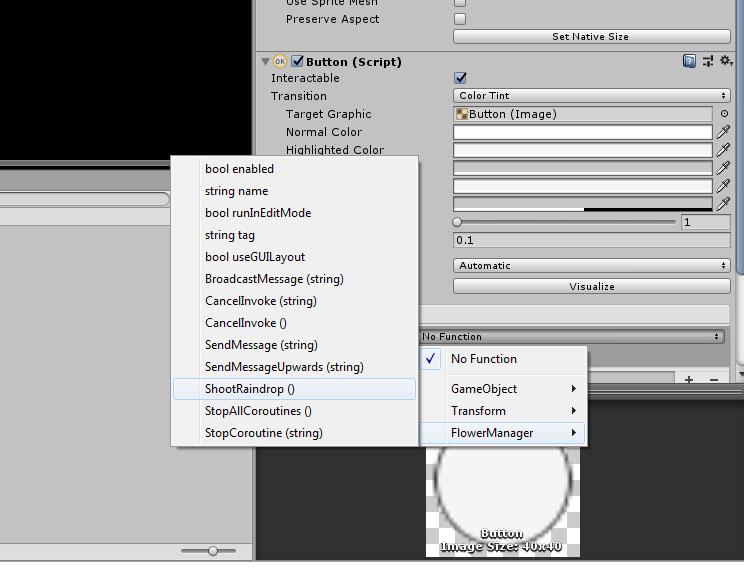 Use Sprite Mesh
Preserve Aspect
Set Native Size
OK
Button (Script)
Interactable
Transition
Color Tint
Target Graphic
Button (Image)
Normal Color
Highlighted Color
1
0.1
Automatic
Visualize
bool enabled
string name
bool runInEditMode
string tag
bool useGUILayout
BroadcastMessage (string)
CancelInvoke (string)
CancelInvoke ()
SendMessage (string)
SendMessageUpwards (string)
ShootRaindrop ()
StopAllCoroutines ()
StopCoroutine (string)
No Function
No Function
GameObject
Transform
FlowerManager
Button
Image Size: 40x40